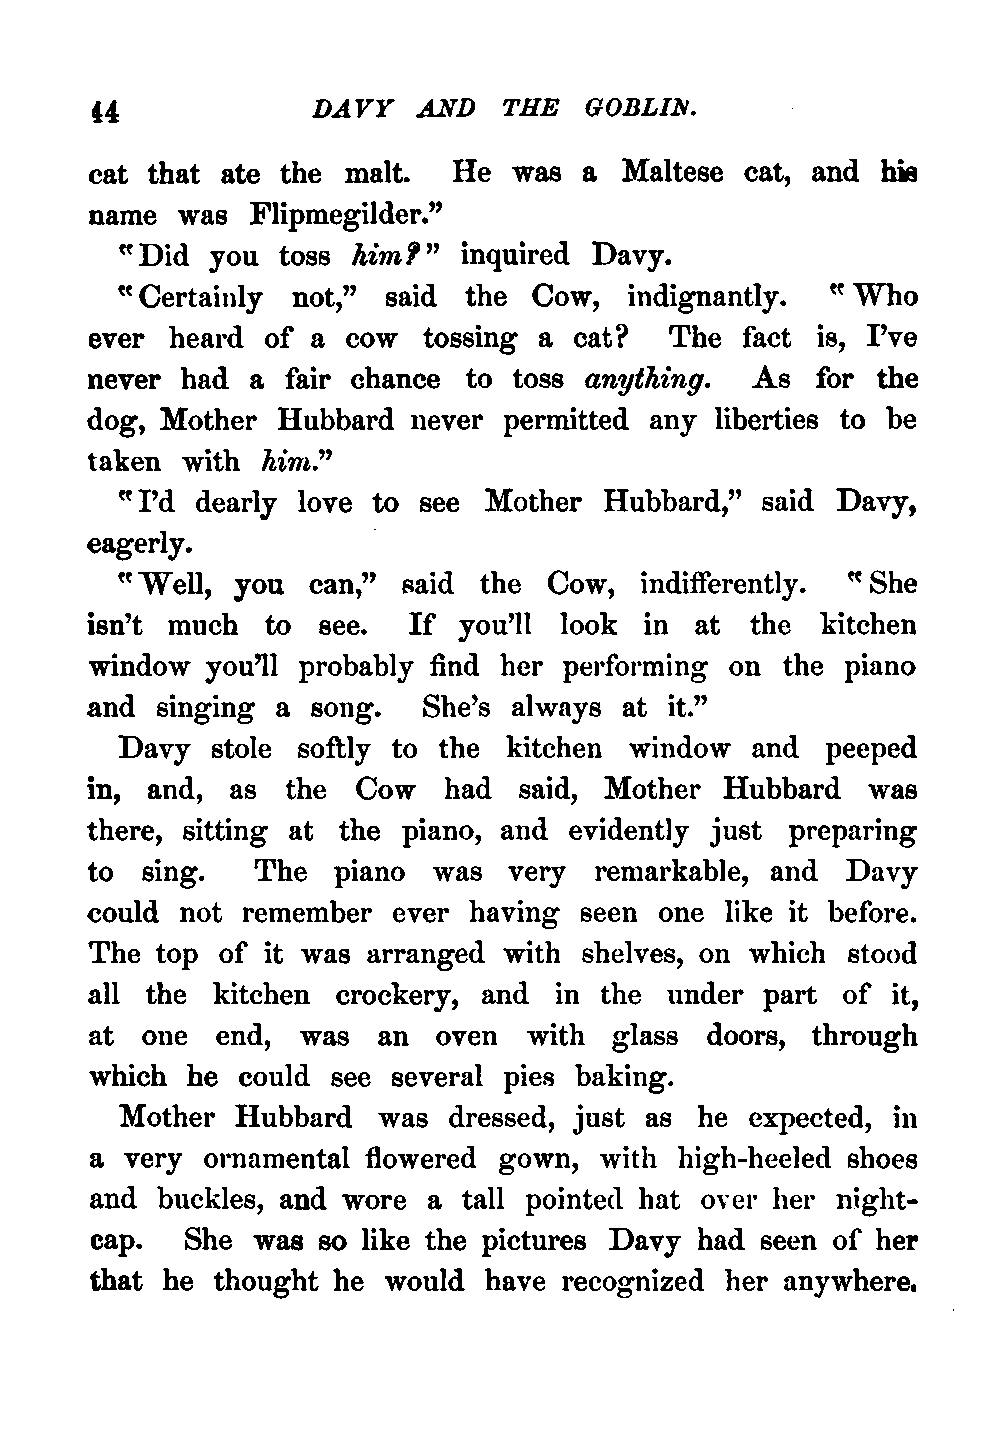 44 DAVY AND THE GOBLIN.
cat that ate the malt. He was a Maltese cat, and his
name was Flipmegilder.”
“Did you toss him?” inquired Davy.
“Certainly not,” said the Cow, indignantly. “Who
ever heard of a cow tossing a cat? The fact is, I’ve
never had a fair chance to toss anything. As for the
dog, Mother Hubbard never permitted any liberties to be
taken with him.”
“I’d dearly love to see Mother Hubbard,” said Davy,
eagerly.
“Well, you can,” said the Cow, indifferently. “She
isn’t much to see. If you’ll look in at the kitchen
window you’ll probably find her performing on the piano
and singing a song. She’s always at it.”
Davy stole softly to the kitchen window and peeped
in, and, as the Cow had said, Mother Hubbard was
there, sitting at the piano, and evidently just preparing
to sing. The piano was very remarkable, and Davy
could not remember ever having seen one like it before.
The top of it was arranged with shelves, on which stood
all the kitchen crockery, and in the under part of it,
at one end, was an oven with glass doors, through
which he could see several pies baking.
Mother Hubbard was dressed, just as he expected, in
a very ornamental flowered gown, with high-heeled shoes
and buckles, and wore a tall pointed hat over her night-
cap. She was so like the pictures Davy had seen of her
that he thought he would have recognized her anywhere.